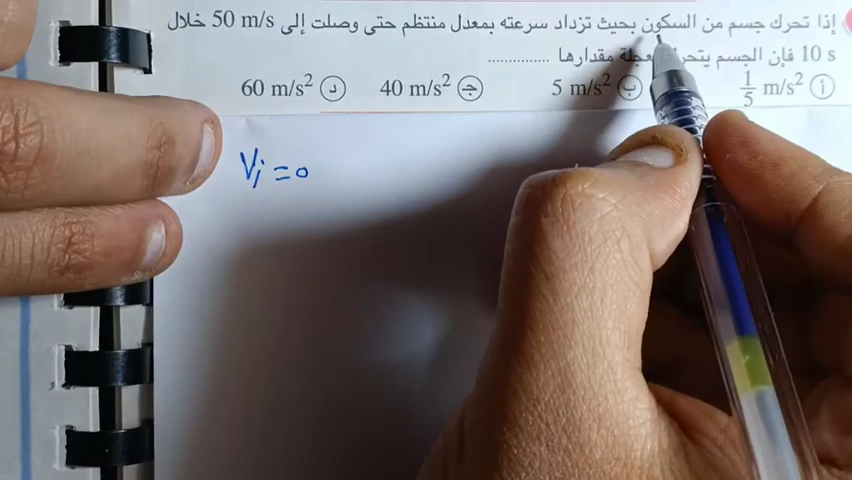 إذا تحرك جسم من السكون بحيث تزداد سرعته بمعدل منتظم حتى وصلت إلى 50 m/s خلال
10 s فإن الجسم يتحرك بعجلة مقدارها ..............
أ 1/5 m/s² ب 5 m/s² ج 40 m/s² د 60 m/s²
Vi = 0